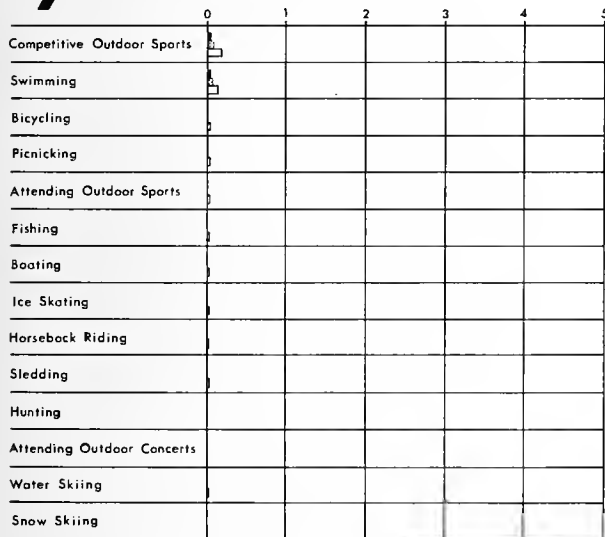 0 1 2 3 4 5
Competitive Outdoor Sports
Swimming
Bicycling
Picnicking
Attending Outdoor Sports
Fishing
Boating
Ice Skating
Horseback Riding
Sledding
Hunting
Attending Outdoor Concerts
Water Skiing
Snow Skiing